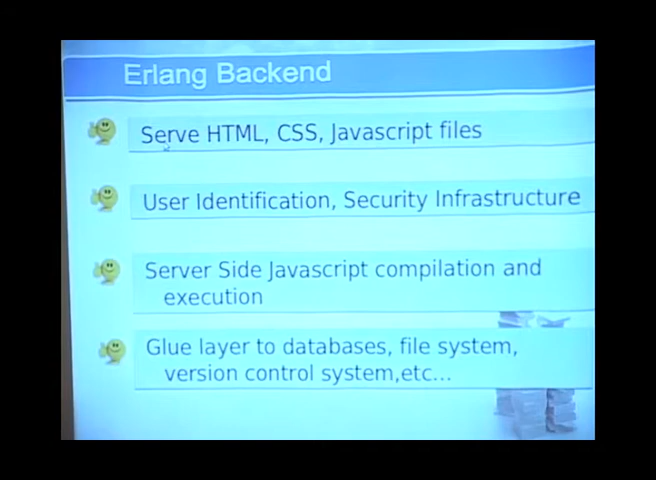 Erlang Backend
Serve HTML, CSS, Javascript files
User Identification, Security Infrastructure
Server Side Javascript compilation and
execution
Glue layer to databases, file system,
version control system,etc...